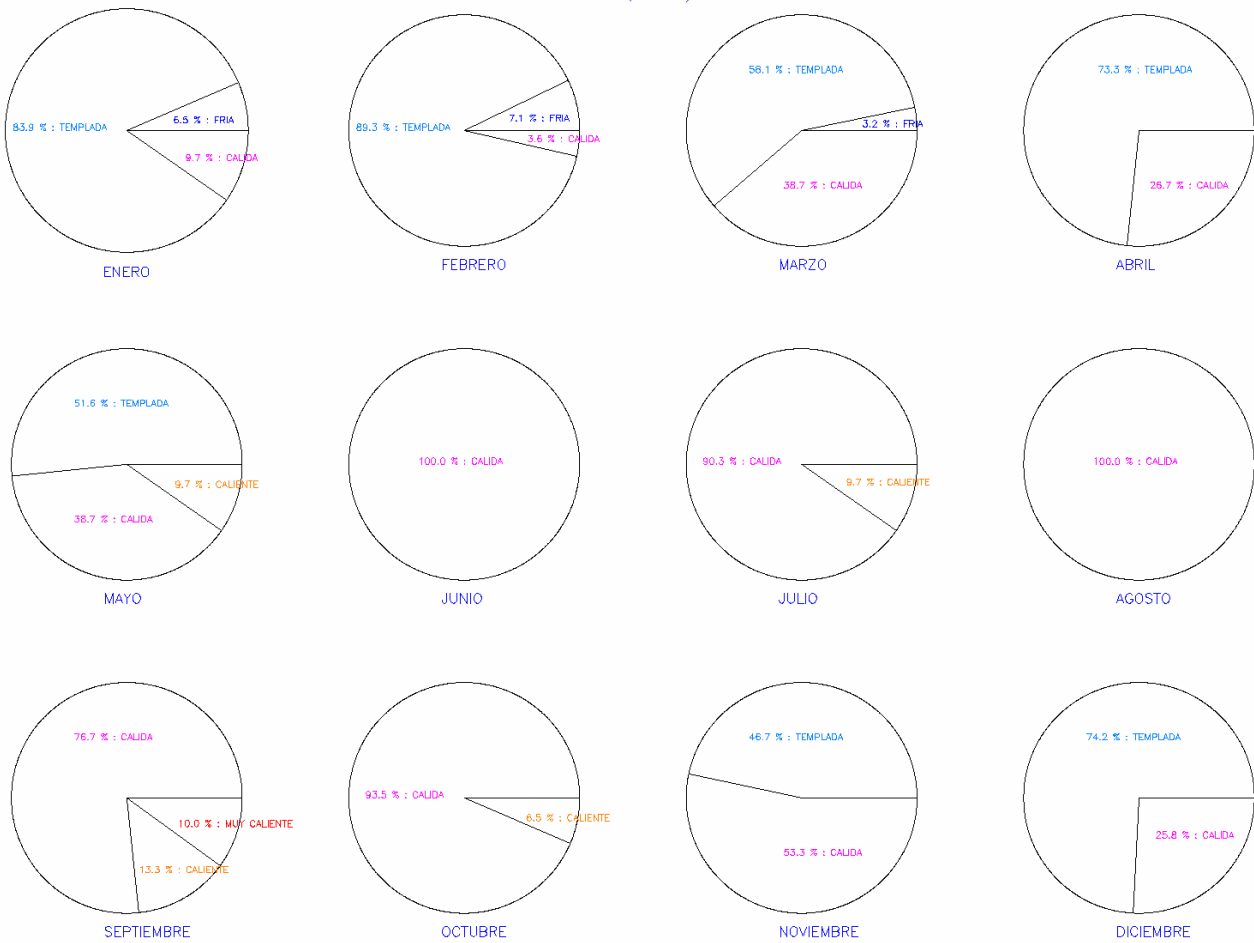 83.9 % : TEMPLADA
6.5 % : FRIA
9.7 % : CALIDA
ENERO
89.3 % : TEMPLADA
7.1 % : FRIA
3.6 % : CALIDA
FEBRERO
58.1 % : TEMPLADA
3.2 % : FRIA
38.7 % : CALIDA
MARZO
73.3 % : TEMPLADA
26.7 % : CALIDA
ABRIL
51.6 % : TEMPLADA
9.7 % : CALIENTE
38.7 % : CALIDA
MAYO
100.0 % : CALIDA
JUNIO
90.3 % : CALIDA
9.7 % : CALIENTE
JULIO
100.0 % : CALIDA
AGOSTO
76.7 % : CALIDA
10.0 % : MUY CALIENTE
13.3 % : CALIENTE
SEPTIEMBRE
93.5 % : CALIDA
6.5 % : CALIENTE
OCTUBRE
46.7 % : TEMPLADA
53.3 % : CALIDA
NOVIEMBRE
74.2 % : TEMPLADA
25.8 % : CALIDA
DICIEMBRE